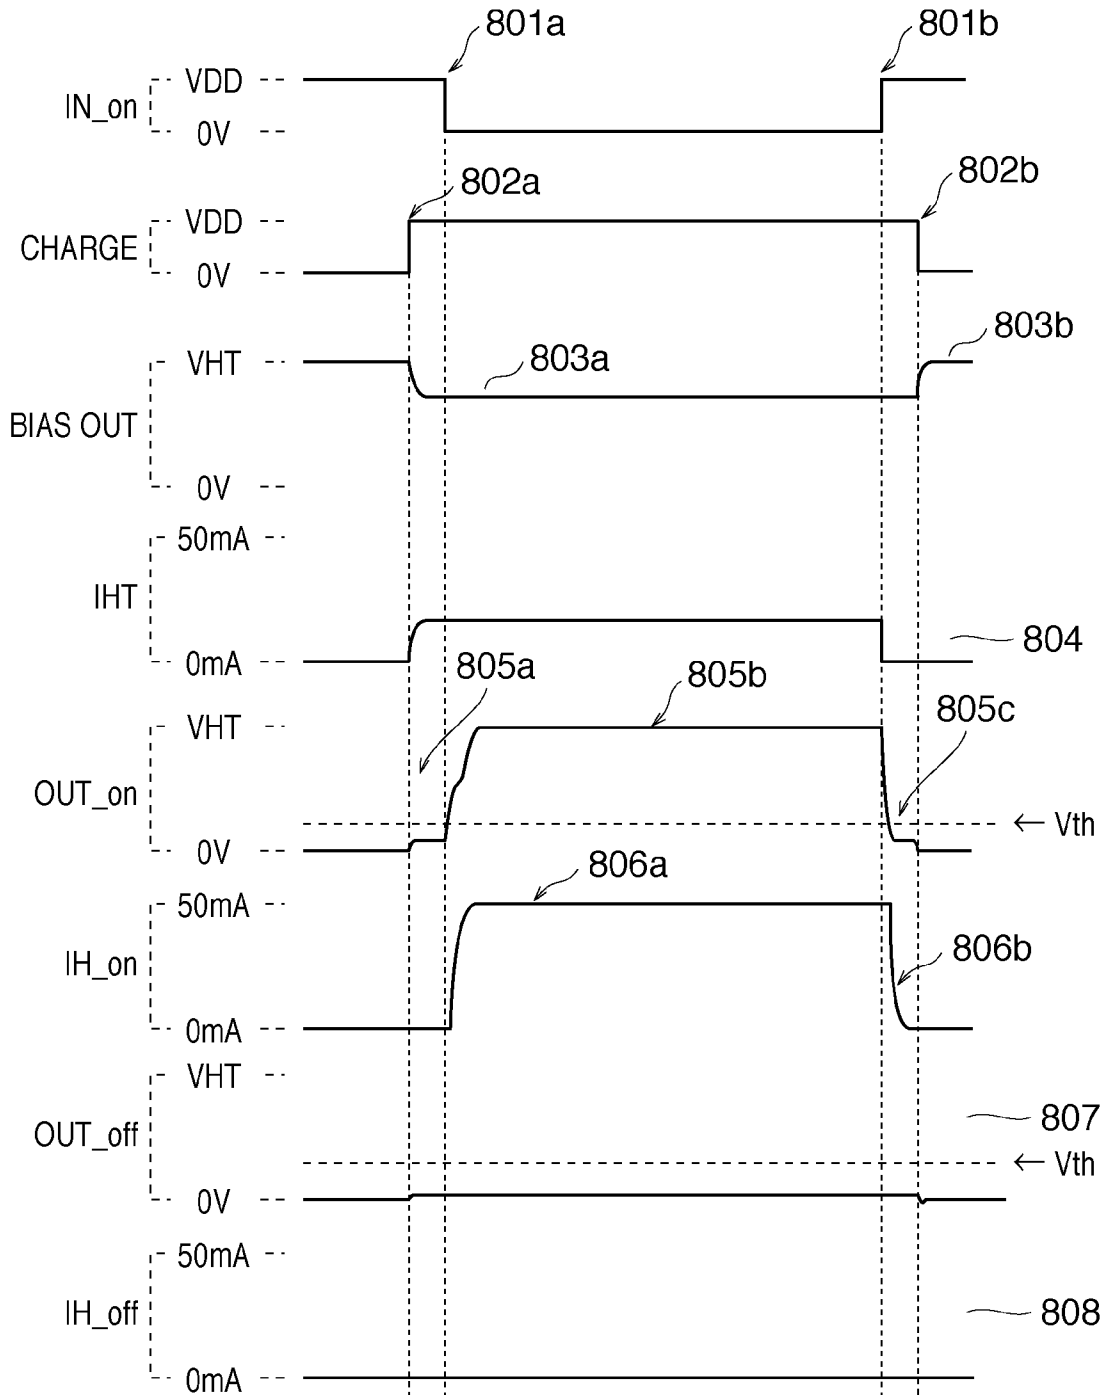 801a
801b
IN_on
VDD
0V
802a
802b
CHARGE
VDD
0V
803a
803b
BIAS OUT
VHT
0V
IHT
50mA
0mA
804
805a
805b
805c
OUT_on
VHT
0V
← Vth
806a
806b
IH_on
50mA
0mA
OUT_off
VHT
0V
807
← Vth
IH_off
50mA
0mA
808